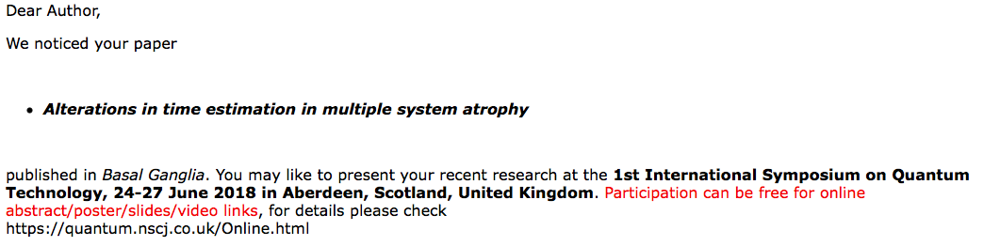 Dear Author,
We noticed your paper
• Alterations in time estimation in multiple system atrophy
published in Basal Ganglia. You may like to present your recent research at the 1st International Symposium on Quantum
Technology, 24-27 June 2018 in Aberdeen, Scotland, United Kingdom. Participation can be free for online
abstract/poster/slides/video links, for details please check
https://quantum.nscj.co.uk/Online.html